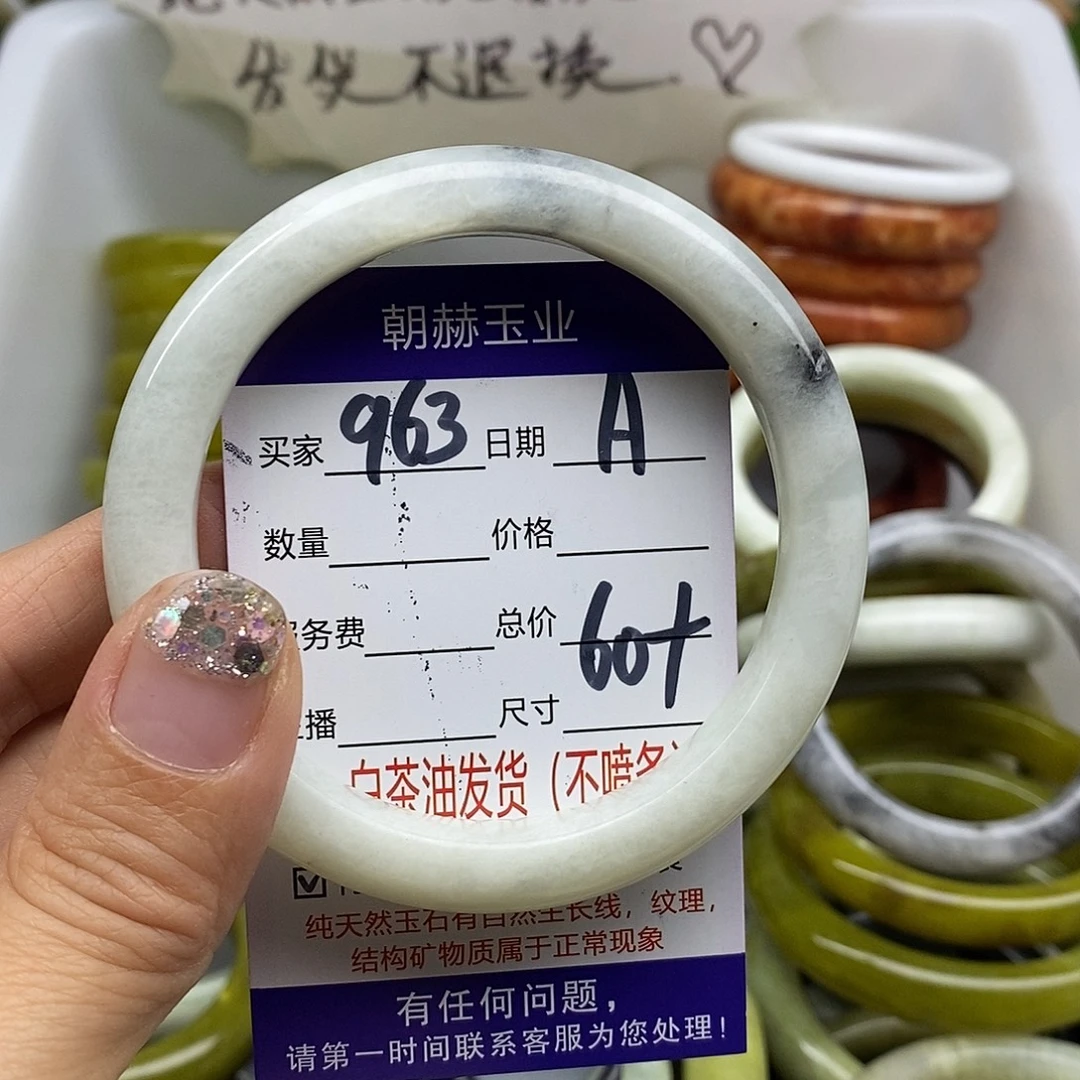 不退换
朝赫玉业
买家 963 日期 A
数量 价格
务费 总价
60+
播 尺寸
白茶油发货（不喷
纯天然玉石有自然生长线，纹理，
结构矿物质属于正常现象
有任何问题，
请第一时间联系客服为您处理！